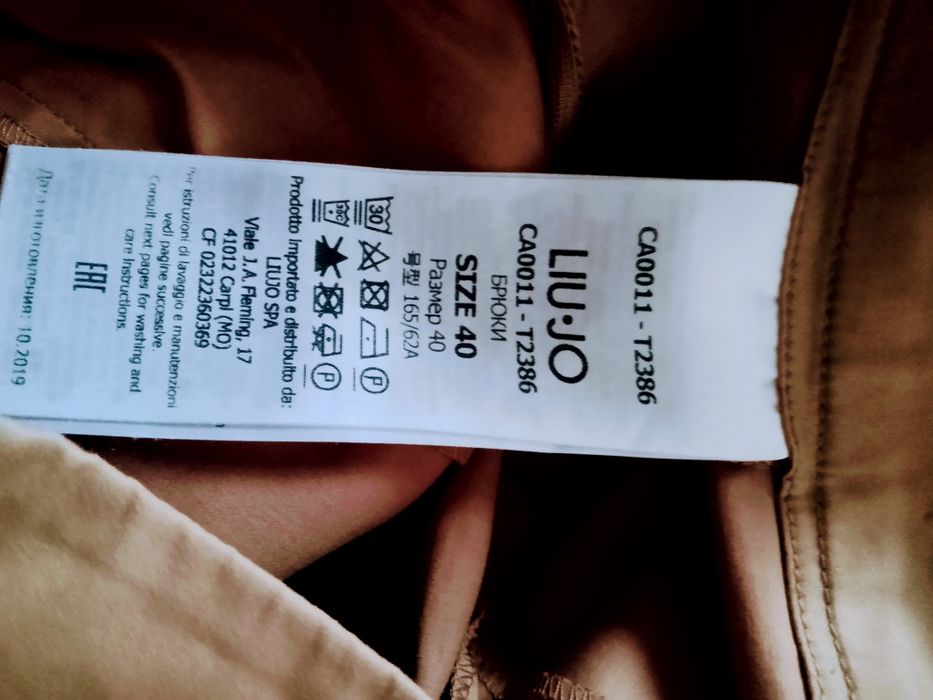 CA0011 - T2386
LIU·JO
CA0011 - T2386
БРЮКИ
SIZE 40
Размер 40
号型 165/62A
30
30C
P
P
Prodotto importato e distribuito da:
LIUJO SPA
Viale J.A. Fleming, 17
41012 Carpi (MO)
CF 02322360369
Per istruzioni di lavaggio e manutenzioni
vedi pagine successive.
Consult next pages for washing and
care instructions.
EAC
Дата изготовления: 10.2019